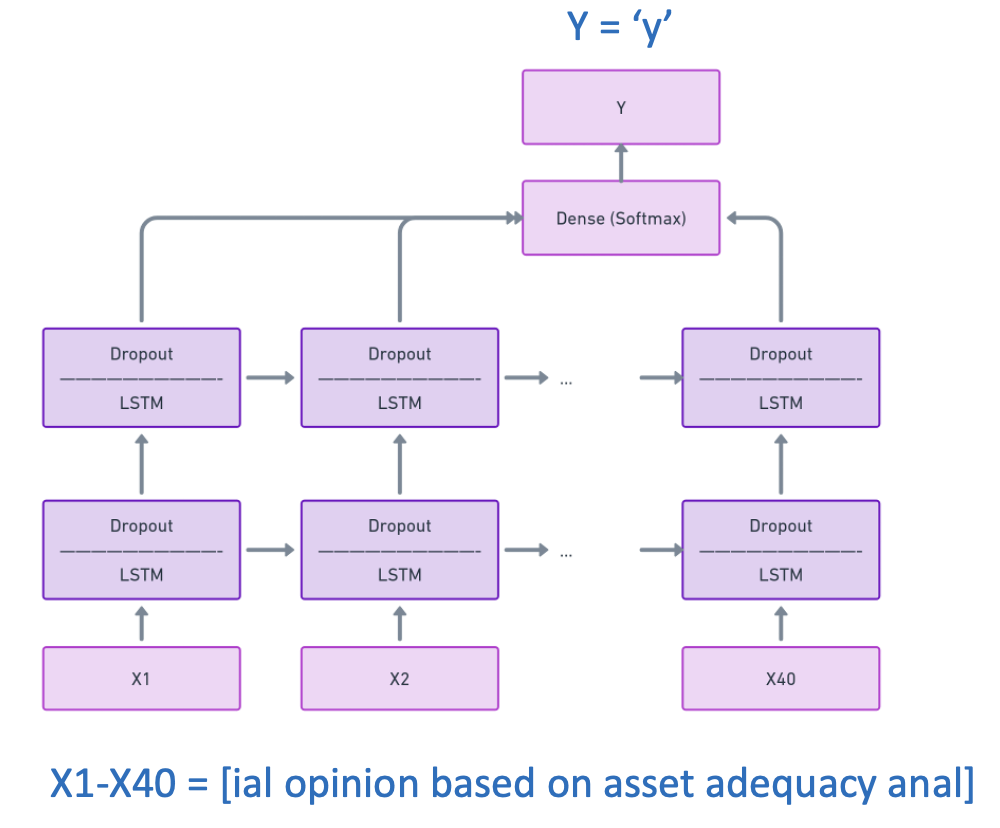 Y = ‘y’
Y
Dense (Softmax)
Dropout
LSTM
Dropout
LSTM
...
Dropout
LSTM
Dropout
LSTM
Dropout
LSTM
...
Dropout
LSTM
X1
X2
X40
X1-X40 = [ial opinion based on asset adequacy anal]